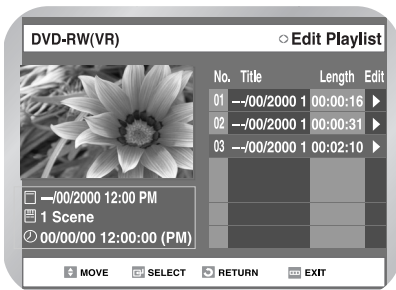 DVD-RW(VR) Edit Playlist
No. Title Length Edit
01 --/00/2000 1 00:00:16
02 --/00/2000 1 00:00:31
03 --/00/2000 1 00:02:10
--/00/2000 12:00 PM
1 Scene
00/00/00 12:00:00 (PM)
MOVE SELECT RETURN EXIT